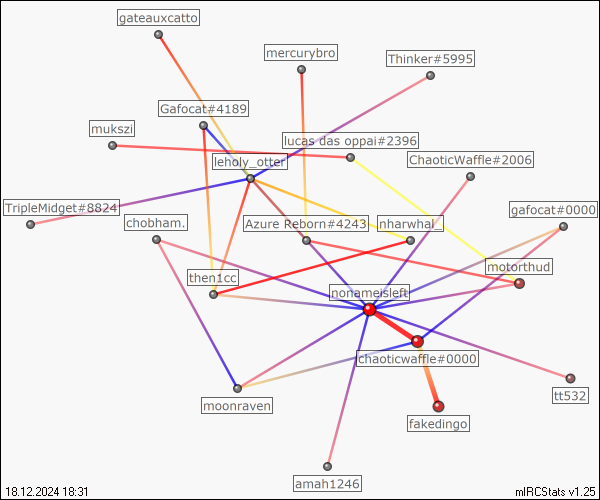 gateauxcatto
mercurybro
Thinker#5995
Gafocat#4189
mukszi
lucas das oppai#2396
leholy_otter
ChaoticWaffle#2006
TripleMidget#8824
chobham.
Azure Reborn#4243
nharwhal_
gafocat#0000
then1cc
motorthud
nonameisleft
chaoticwaffle#0000
moonraven
tt532
fakedingo
amah1246
18.12.2024 18:31
mIRCStats v1.25